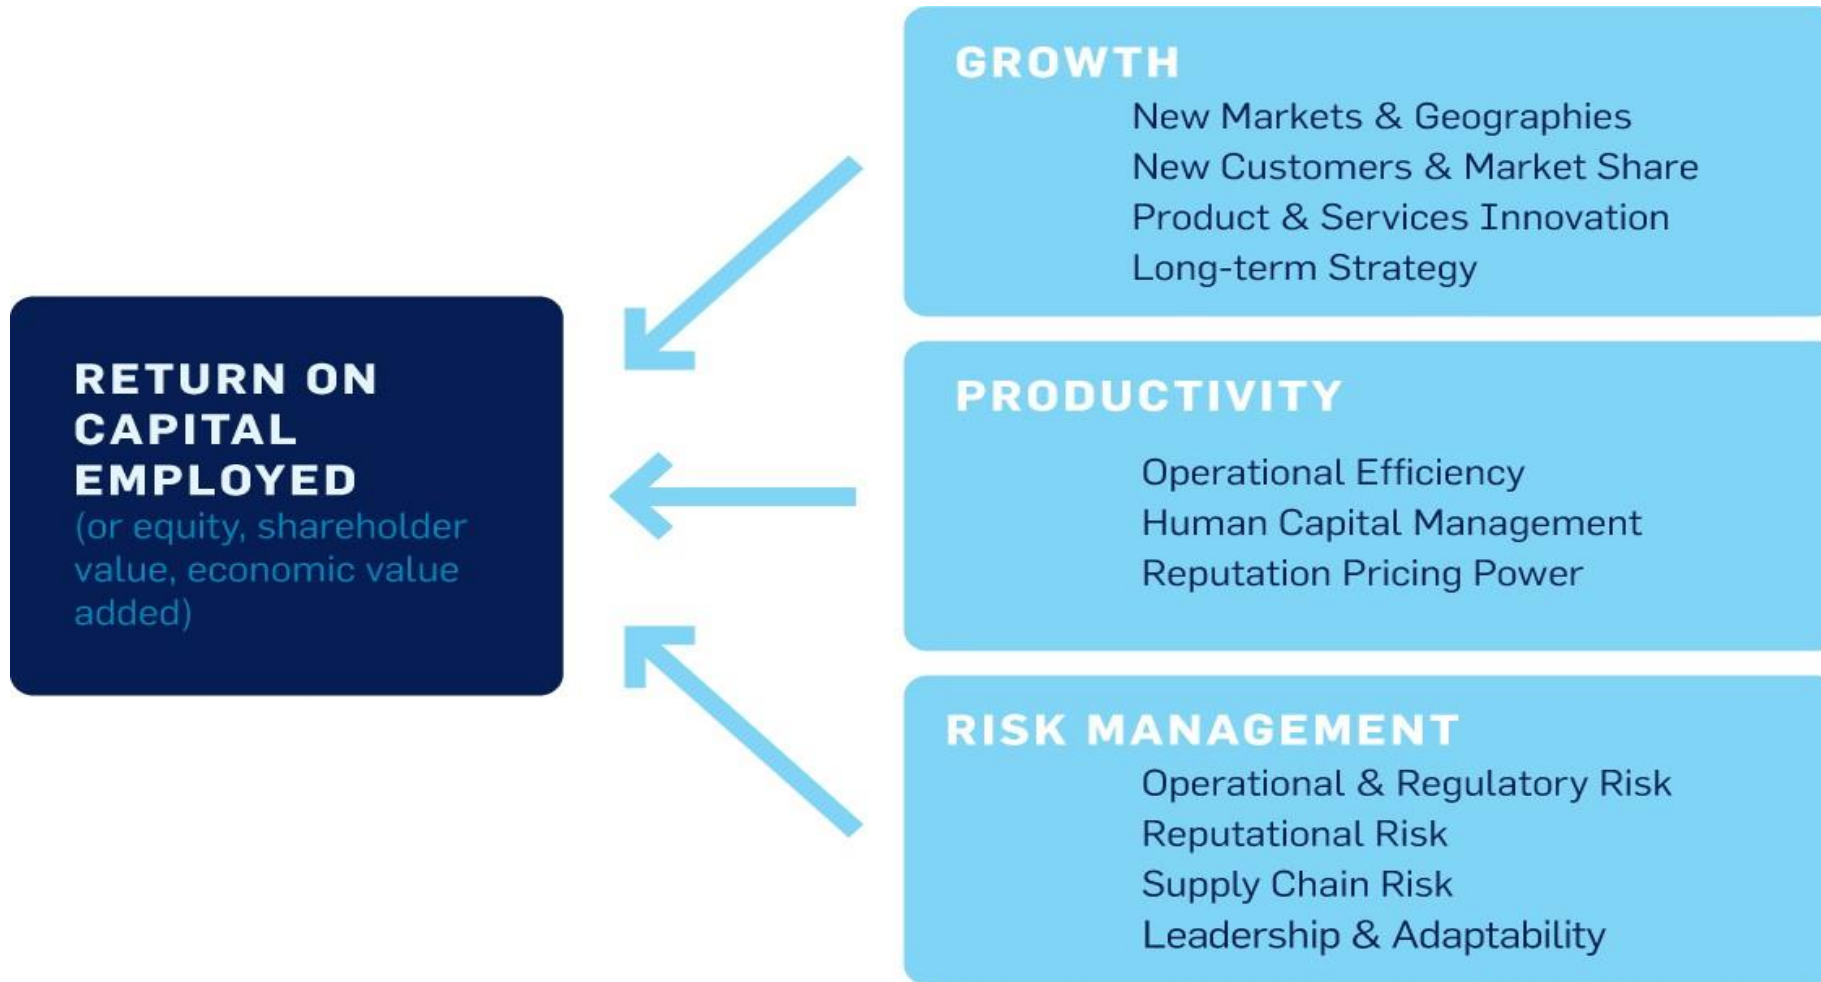 RETURN ON
CAPITAL
EMPLOYED
(or equity, shareholder
value, economic value
added)
GROWTH
New Markets & Geographies
New Customers & Market Share
Product & Services Innovation
Long-term Strategy
PRODUCTIVITY
Operational Efficiency
Human Capital Management
Reputation Pricing Power
RISK MANAGEMENT
Operational & Regulatory Risk
Reputational Risk
Supply Chain Risk
Leadership & Adaptability